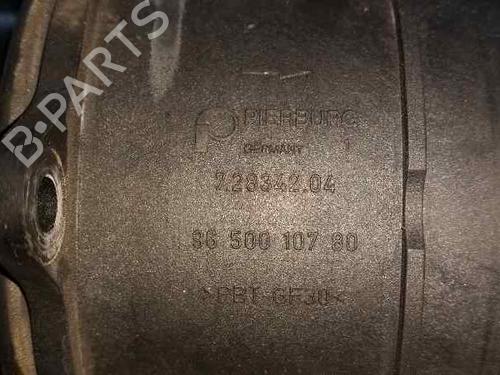 B-PARTS
PIERBURG
GERMANY 1
7.28342.04
96 500 107 80
>PBT-GF30<